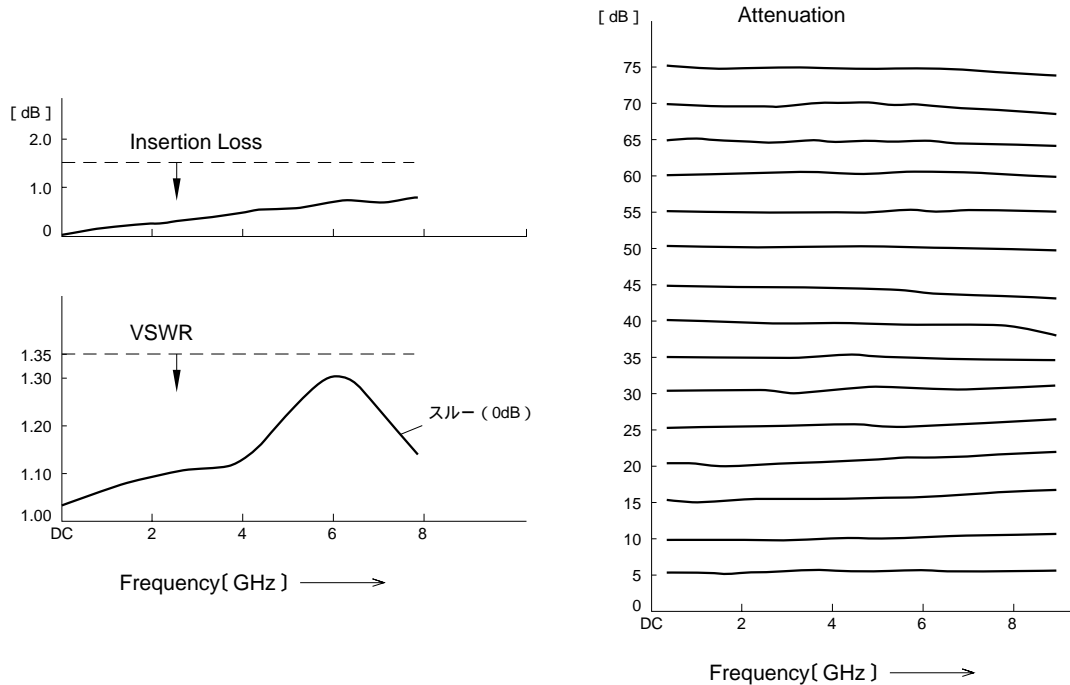 [ dB ]
2.0
Insertion Loss
1.0
0
VSWR
1.35
1.30
1.20
スルー（0dB）
1.10
1.00
DC 2 4 6 8
Frequency〔 GHz 〕
[ dB ] Attenuation
75
70
65
60
55
50
45
40
35
30
25
20
15
10
5
0
DC 2 4 6 8
Frequency〔 GHz 〕